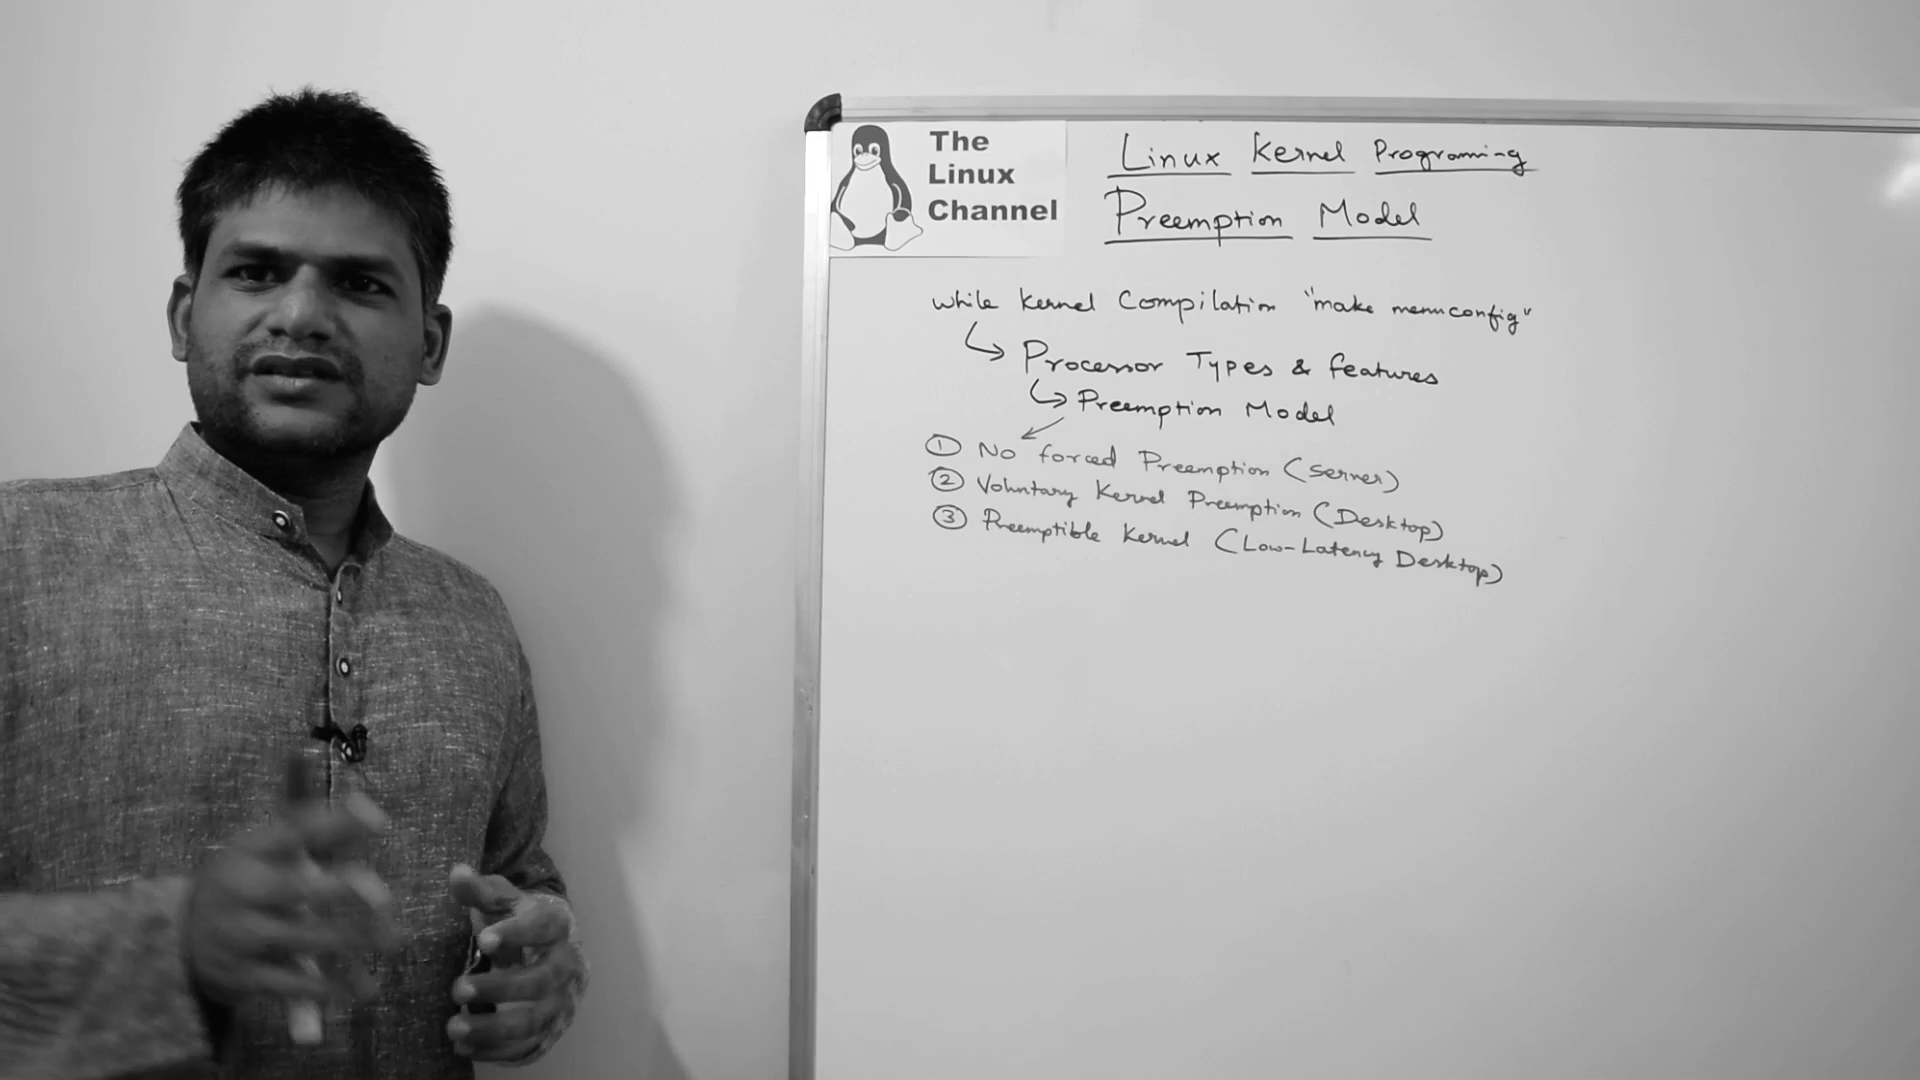 The
Linux
Channel
Linux Kernel Programing
Preemption Model
while Kernel Compilation "make menuconfig"
Processor Types & features
Preemption Model
① No forced Preemption (Server)
② Voluntary Kernel Preemption (Desktop)
③ Preemptible Kernel (Low-Latency Desktop)